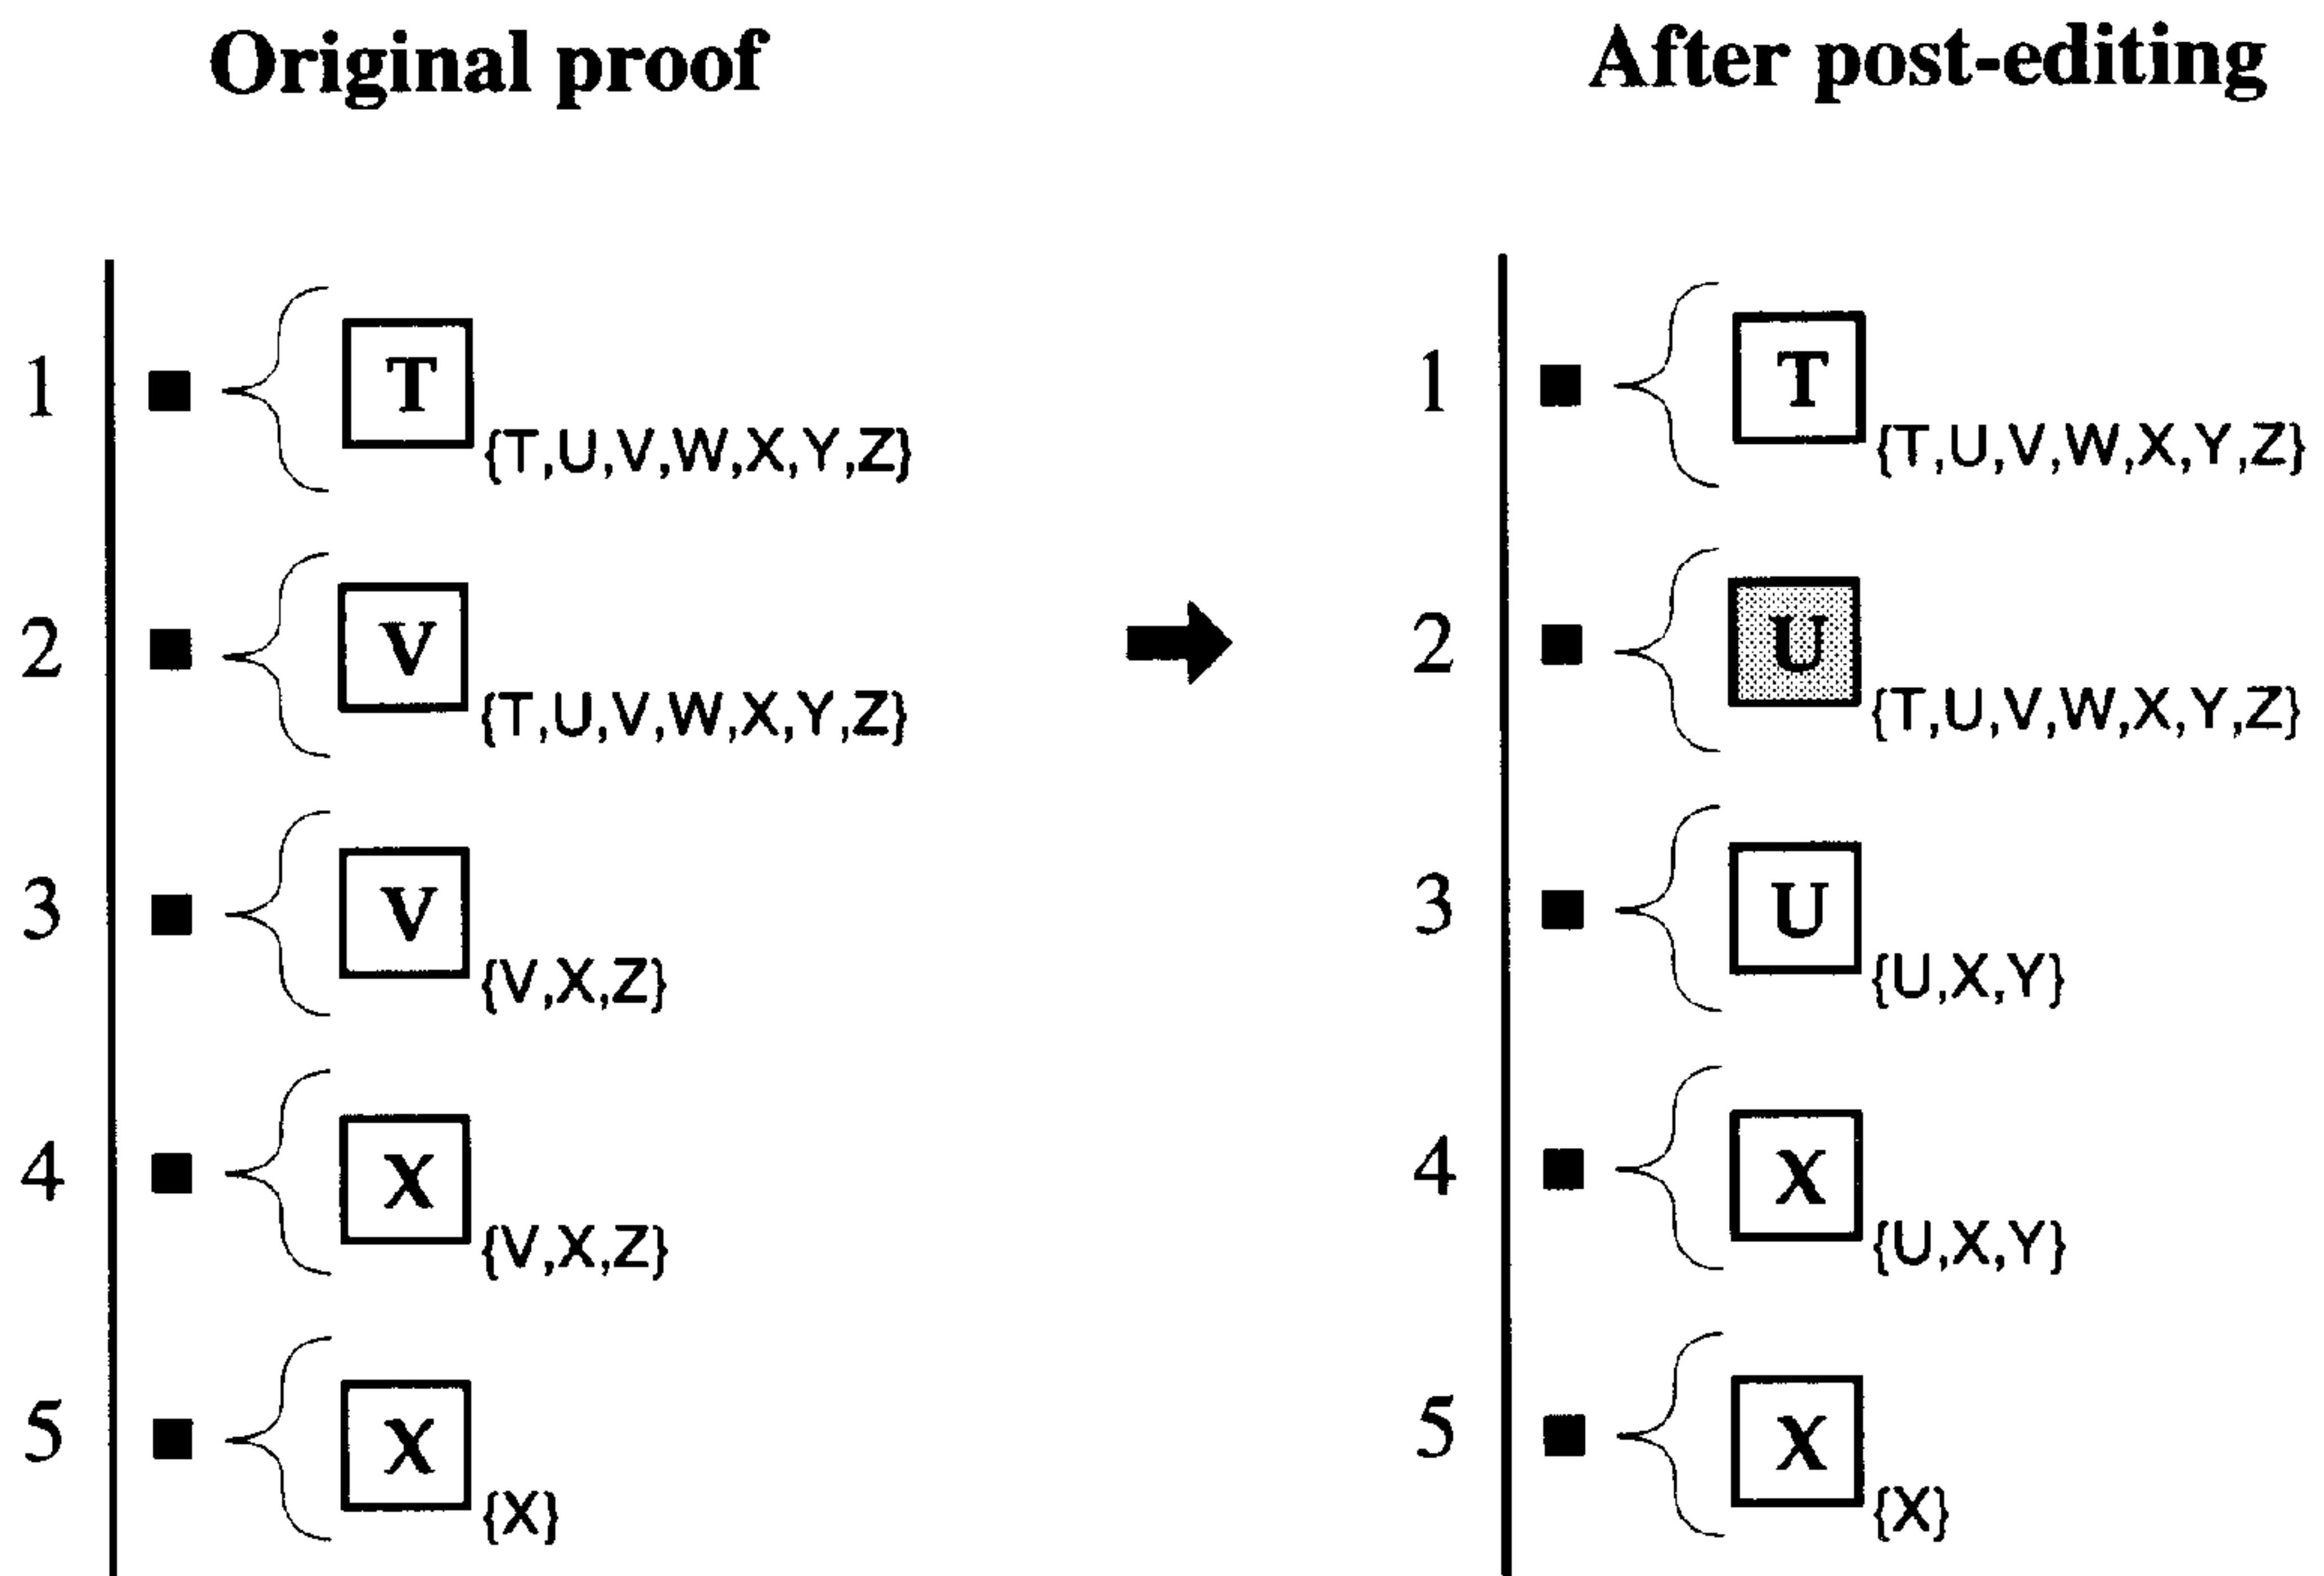 Original proof
After post-editing
1 T {T,U,V,W,X,Y,Z}
2 V {T,U,V,W,X,Y,Z}
3 V {V,X,Z}
4 X {V,X,Z}
5 X {X}
1 T {T,U,V,W,X,Y,Z}
2 U {T,U,V,W,X,Y,Z}
3 U {U,X,Y}
4 X {U,X,Y}
5 X {X}